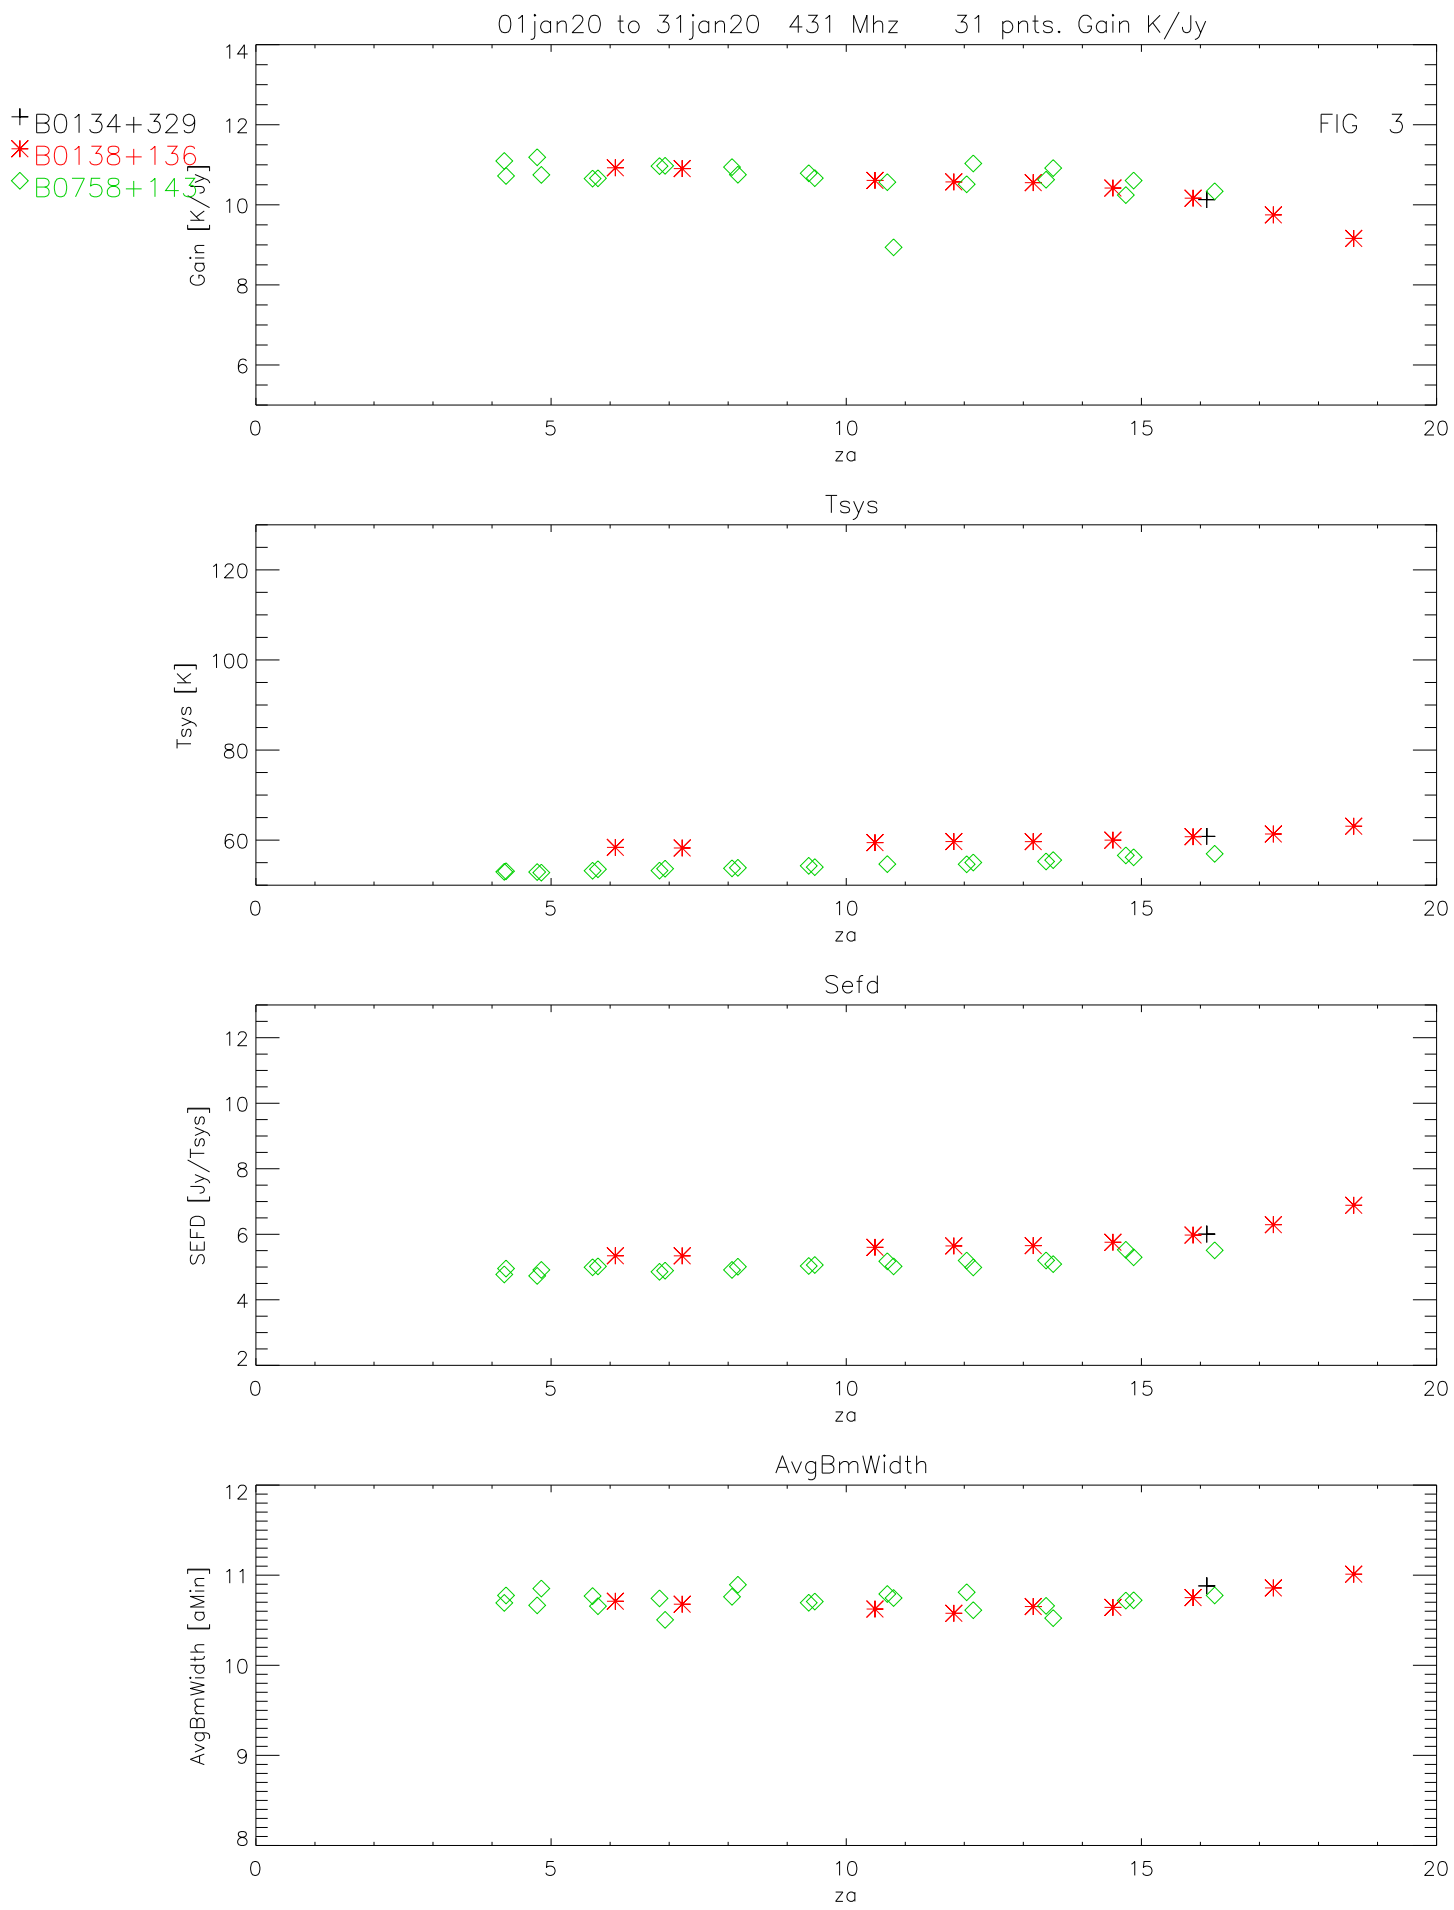 01jan20 to 31jan20 431 Mhz 31 pnts. Gain K/Jy
FIG 3
B0134+329
B0138+136
B0758+143
Gain [K/Jy]
14
12
10
8
6
0 5 10 15 20
za
Tsys
Tsys [K]
120
100
80
60
0 5 10 15 20
za
Sefd
SEFD [Jy/Tsys]
12
10
8
6
4
2
0 5 10 15 20
za
AvgBmWidth
AvgBmWidth [aMin]
12
11
10
9
8
0 5 10 15 20
za